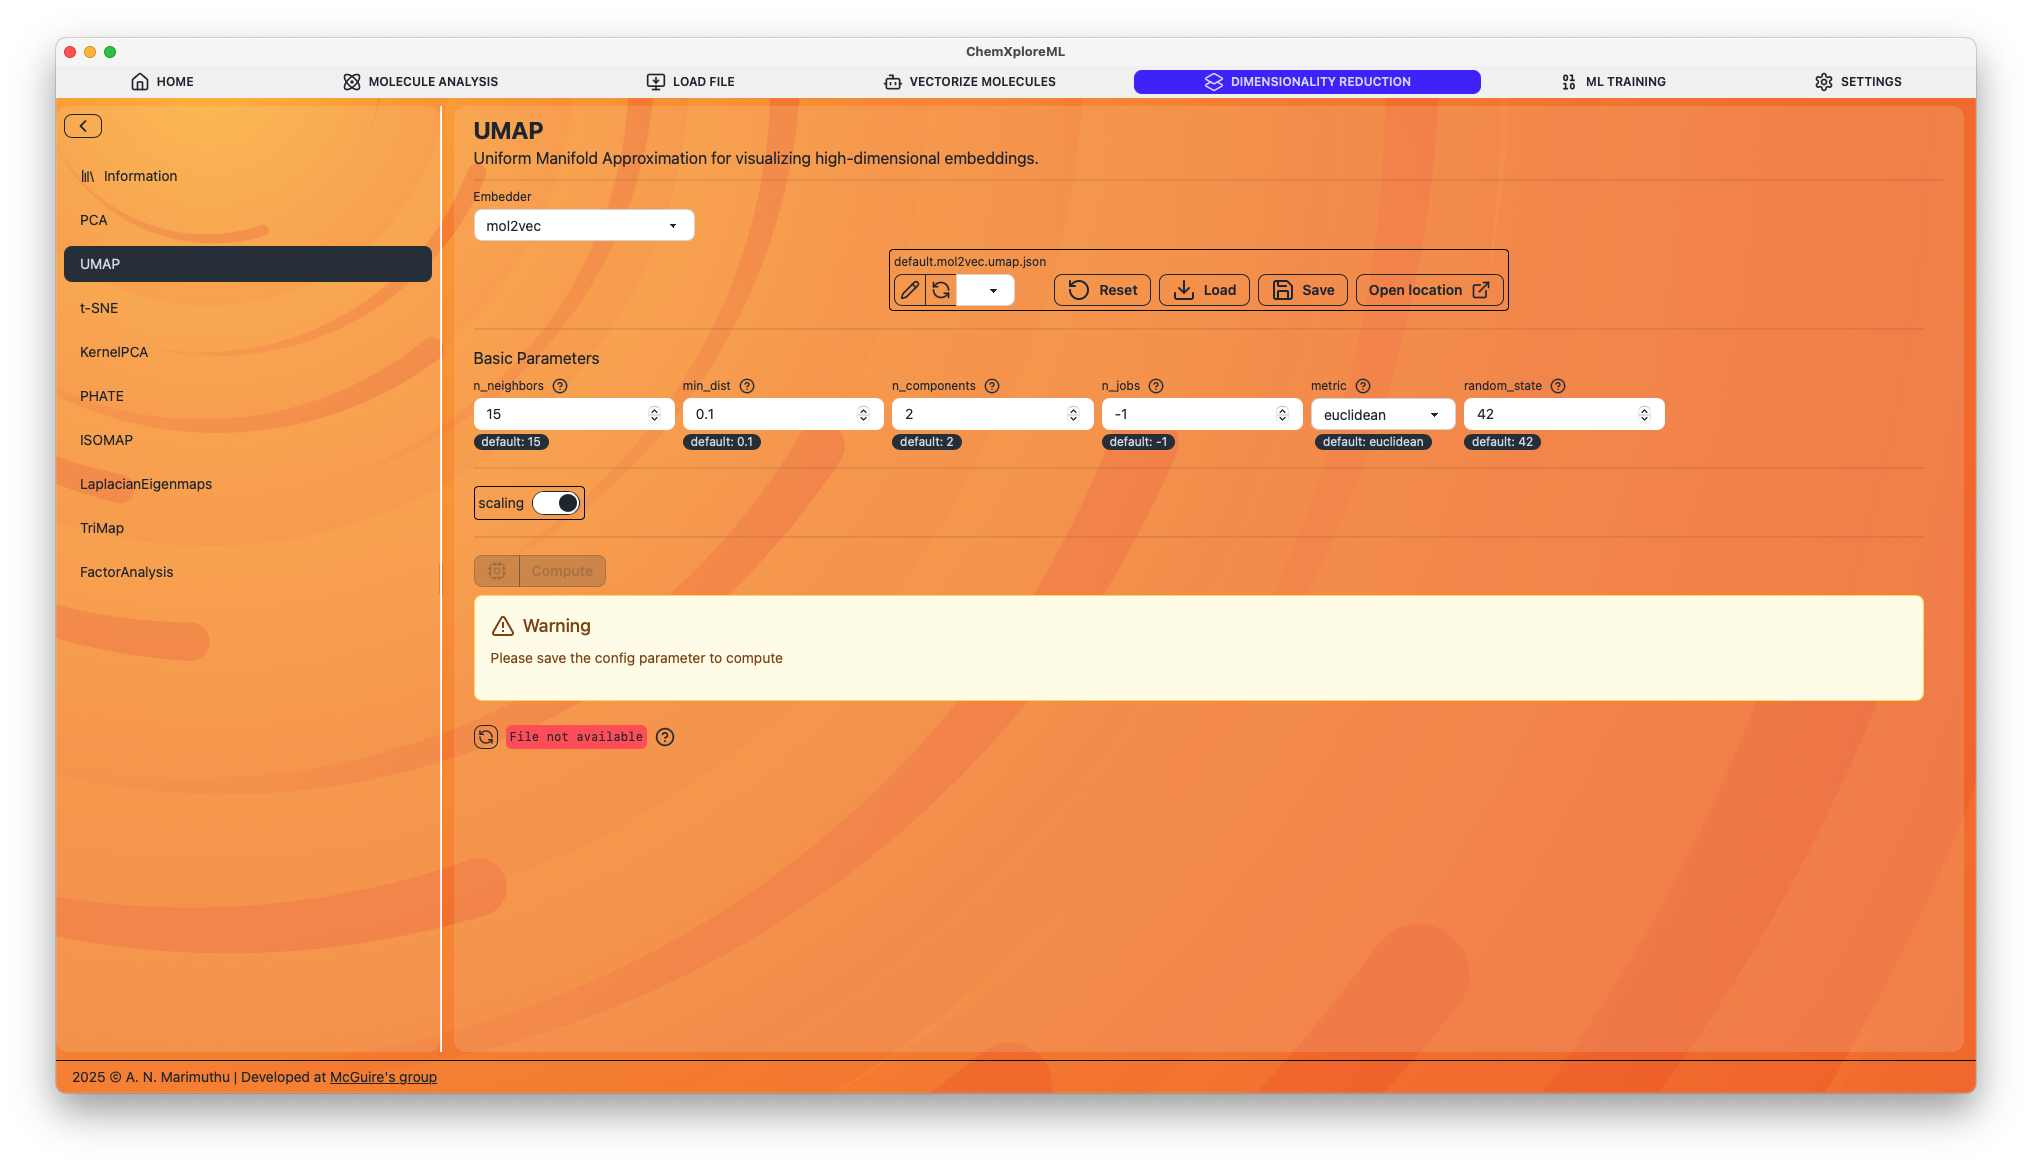 ChemXploreML
HOME
MOLECULE ANALYSIS
LOAD FILE
VECTORIZE MOLECULES
DIMENSIONALITY REDUCTION
ML TRAINING
SETTINGS
Information
PCA
UMAP
t-SNE
KernelPCA
PHATE
ISOMAP
LaplacianEigenmaps
TriMap
FactorAnalysis
UMAP
Uniform Manifold Approximation for visualizing high-dimensional embeddings.
Embedder
mol2vec
default.mol2vec.umap.json
Reset
Load
Save
Open location
Basic Parameters
n_neighbors
min_dist
n_components
n_jobs
metric
random_state
15
0.1
2
-1
euclidean
42
default: 15
default: 0.1
default: 2
default: -1
default: euclidean
default: 42
scaling
Compute
Warning
Please save the config parameter to compute
File not available
2025 © A. N. Marimuthu | Developed at McGuire's group